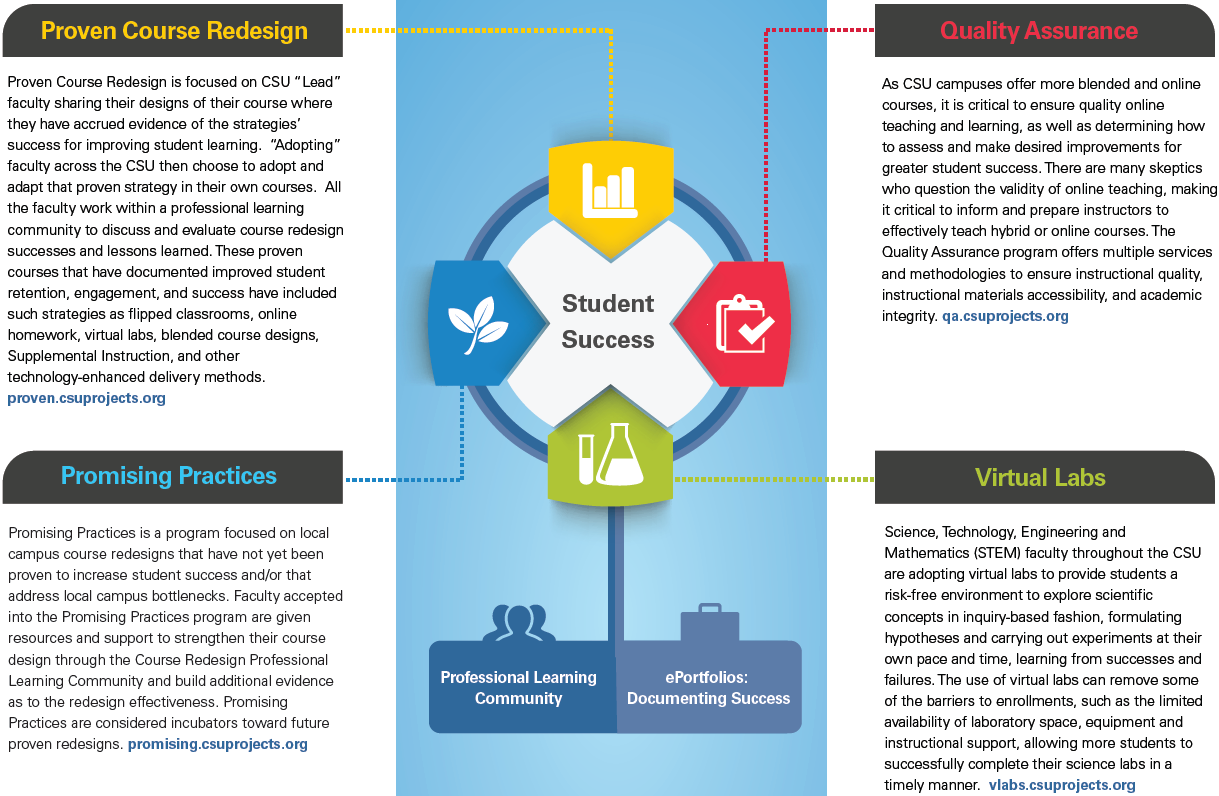 Proven Course Redesign
Proven Course Redesign is focused on CSU “Lead”
faculty sharing their designs of their course where
they have accrued evidence of the strategies’
success for improving student learning.  “Adopting”
faculty across the CSU then choose to adopt and
adapt that proven strategy in their own courses.  All
the faculty work within a professional learning
community to discuss and evaluate course redesign
successes and lessons learned. These proven
courses that have documented improved student
retention, engagement, and success have included
such strategies as flipped classrooms, online
homework, virtual labs, blended course designs,
Supplemental Instruction, and other
technology-enhanced delivery methods.
proven.csuprojects.org
Promising Practices
Promising Practices is a program focused on local
campus course redesigns that have not yet been
proven to increase student success and/or that
address local campus bottlenecks. Faculty accepted
into the Promising Practices program are given
resources and support to strengthen their course
design through the Course Redesign Professional
Learning Community and build additional evidence
as to the redesign effectiveness. Promising
Practices are considered incubators toward future
proven redesigns. promising.csuprojects.org
Student
Success
Professional Learning
Community
ePortfolios:
Documenting Success
Quality Assurance
As CSU campuses offer more blended and online
courses, it is critical to ensure quality online
teaching and learning, as well as determining how
to assess and make desired improvements for
greater student success. There are many skeptics
who question the validity of online teaching, making
it critical to inform and prepare instructors to
effectively teach hybrid or online courses. The
Quality Assurance program offers multiple services
and methodologies to ensure instructional quality,
instructional materials accessibility, and academic
integrity. qa.csuprojects.org
Virtual Labs
Science, Technology, Engineering and
Mathematics (STEM) faculty throughout the CSU
are adopting virtual labs to provide students a
risk-free environment to explore scientific
concepts in inquiry-based fashion, formulating
hypotheses and carrying out experiments at their
own pace and time, learning from successes and
failures. The use of virtual labs can remove some
of the barriers to enrollments, such as the limited
availability of laboratory space, equipment and
instructional support, allowing more students to
successfully complete their science labs in a
timely manner.  vlabs.csuprojects.org